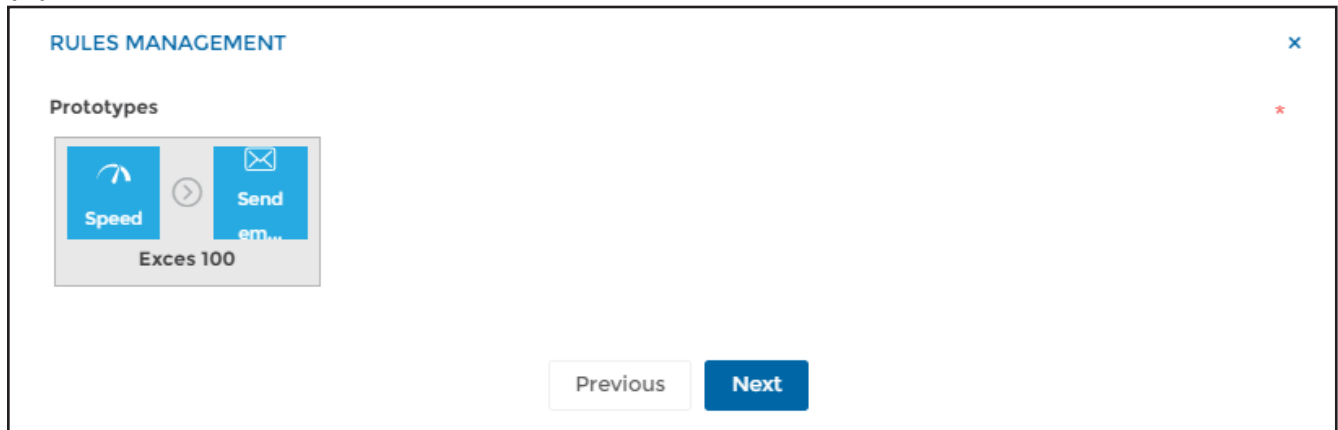 RULES MANAGEMENT ×
Prototypes *
Speed
Send
em...
Exces 100
Previous Next